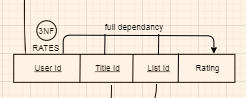 3NF
full dependancy
RATES
User Id Title Id List Id Rating